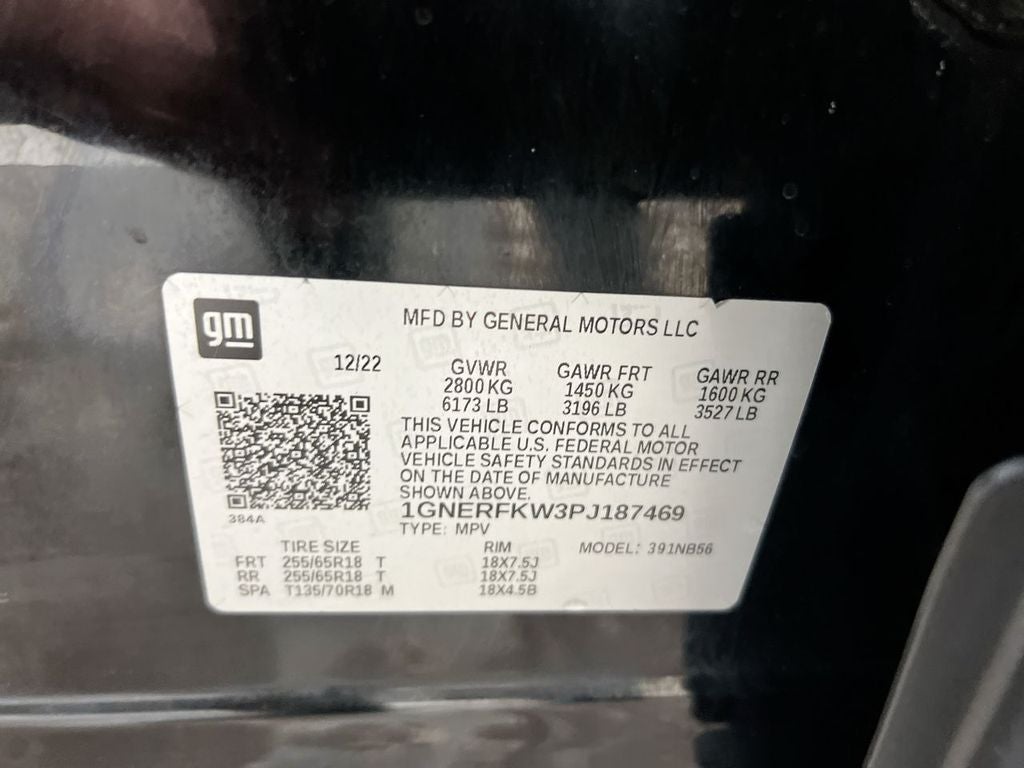 gm
MFD BY GENERAL MOTORS LLC
12/22
GVWR GAWR FRT GAWR RR
2800 KG 1450 KG 1600 KG
6173 LB 3196 LB 3527 LB
THIS VEHICLE CONFORMS TO ALL
APPLICABLE U.S. FEDERAL MOTOR
VEHICLE SAFETY STANDARDS IN EFFECT
ON THE DATE OF MANUFACTURE
SHOWN ABOVE.
1GNERFKW3PJ187469
384A
TYPE: MPV
TIRE SIZE RIM MODEL: 391NB56
FRT 255/65R18 T 18X7.5J
RR 255/65R18 T 18X7.5J
SPA T135/70R18 M 18X4.5B